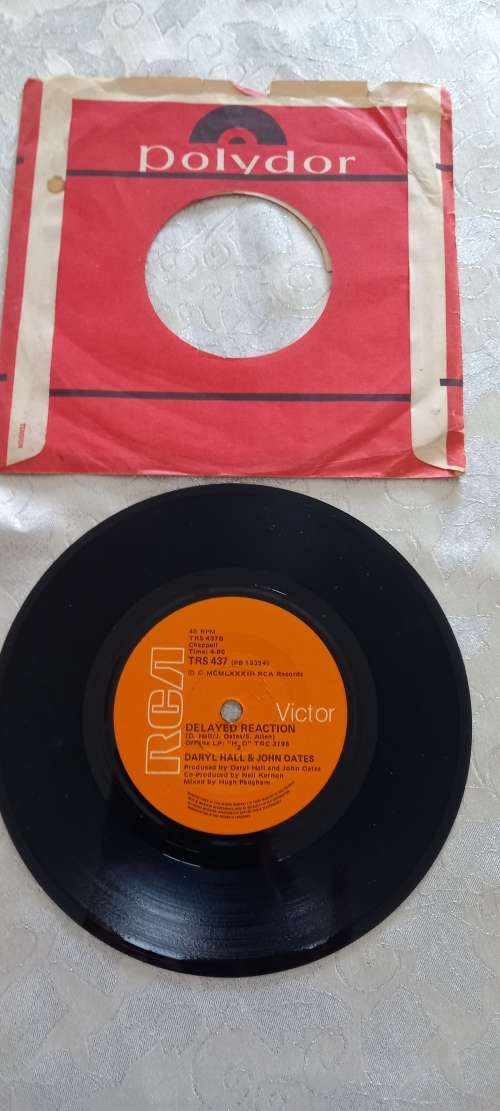 Polydor
45 RPM
TRS 437B
Chappell
Time: 4.00
TRS 437 (PB 13354)
RCA Records
RCA
Victor
DELAYED REACTION
(D. Hall/J. Oates/S. Allen)
Off the LP: "H₂O" TRC 3196
DARYL HALL & JOHN OATES
Produced by Daryl Hall and John Oates
Co-Produced by Neil Kernon
Mixed by Hugh Padgham